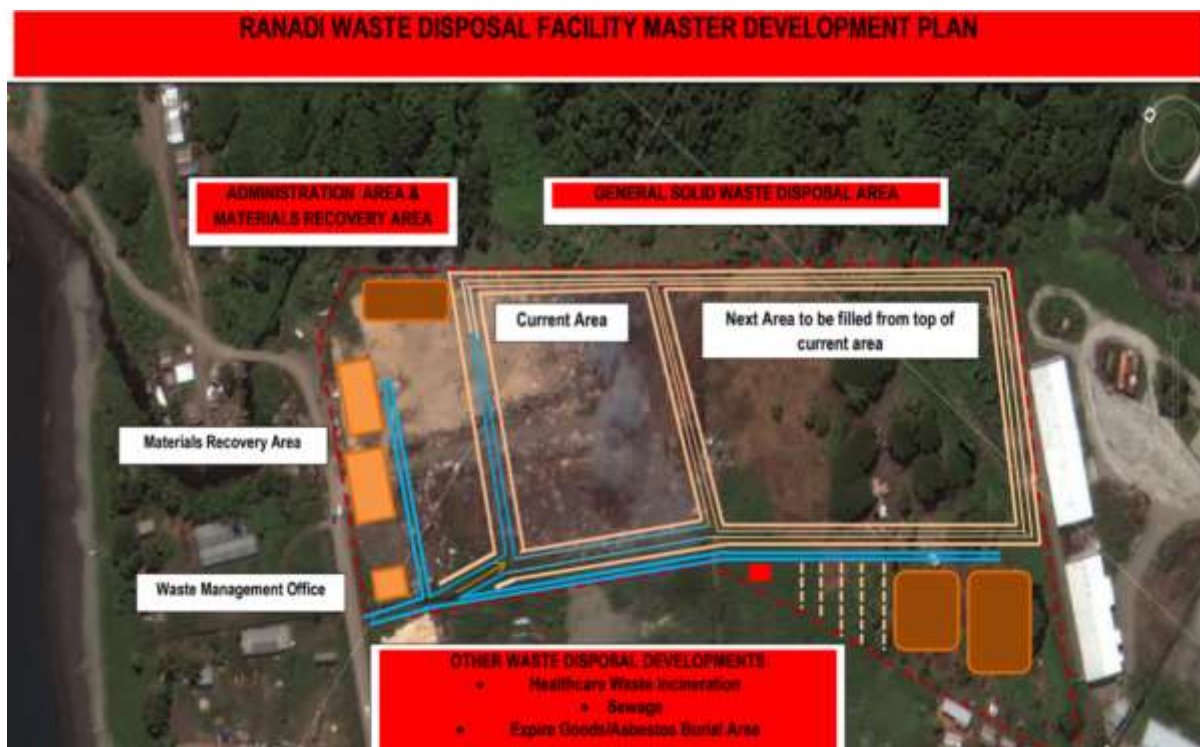 RANADI WASTE DISPOSAL FACILITY MASTER DEVELOPMENT PLAN
ADMINISTRATION AREA &
MATERIALS RECOVERY AREA
GENERAL SOLID WASTE DISPOSAL AREA
Current Area
Next Area to be filled from top of
current area
Materials Recovery Area
Waste Management Office
OTHER WASTE DISPOSAL DEVELOPMENTS
• Healthcare Waste Incineration
• Sewage
• Expire Goods/Asbestos Burial Area